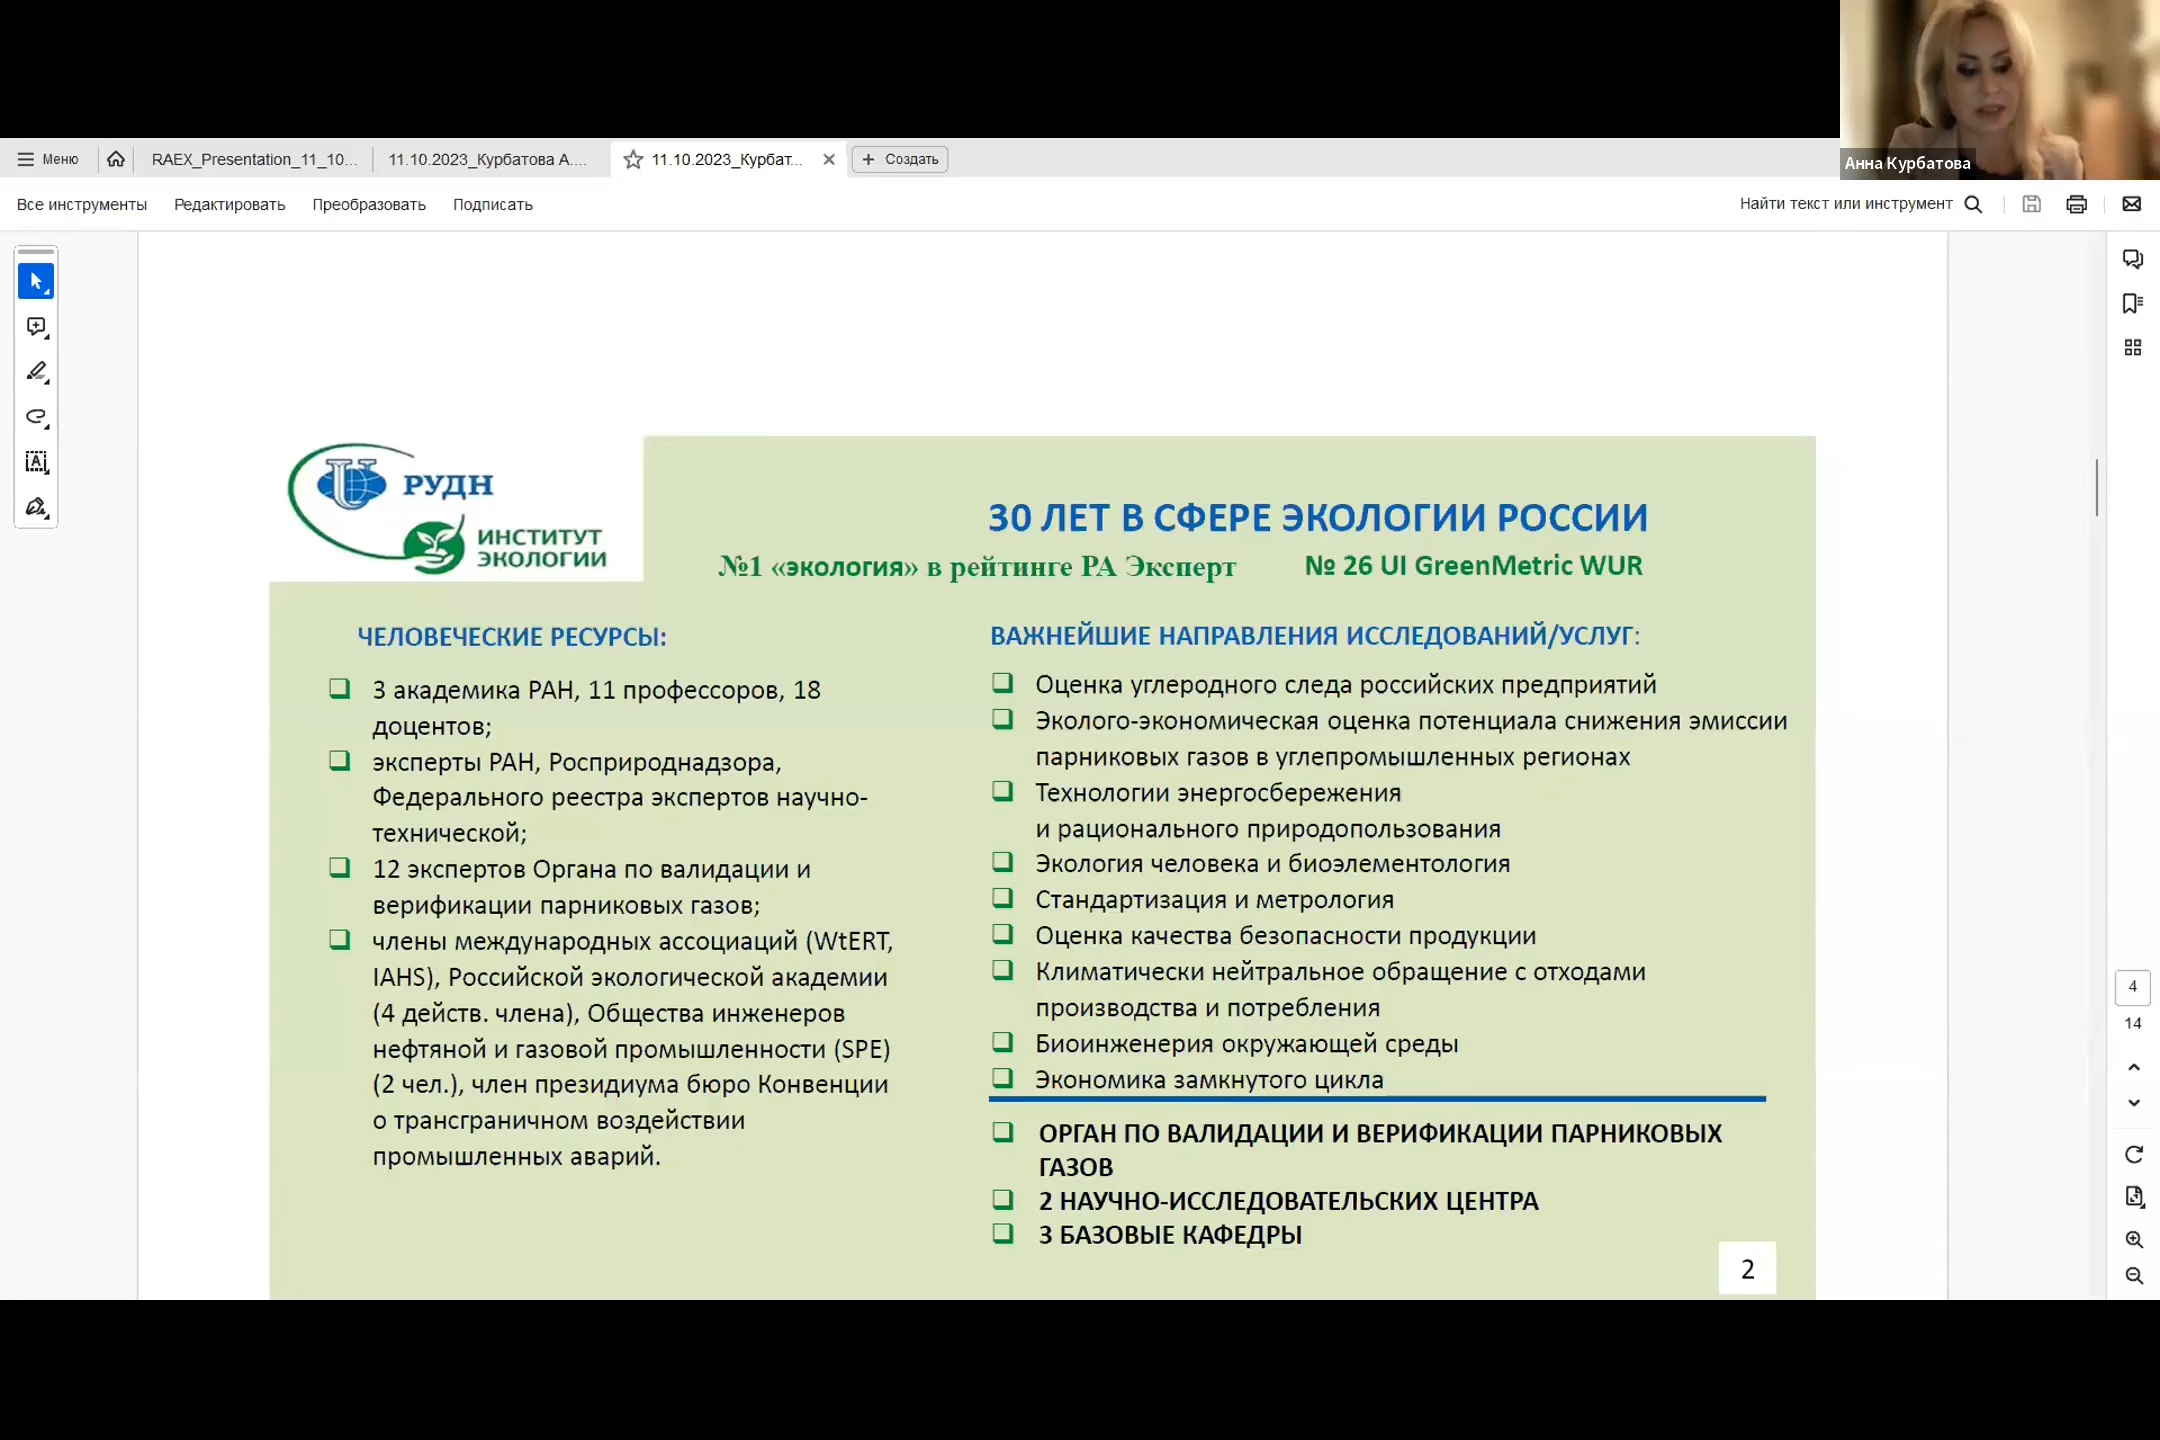 Анна Курбатова
Меню
RAEX_Presentation_11_10...
11.10.2023_Курбатова А....
11.10.2023_Курбат...
Создать
Все инструменты
Редактировать
Преобразовать
Подписать
Найти текст или инструмент
РУДН
ИНСТИТУТ
ЭКОЛОГИИ
30 ЛЕТ В СФЕРЕ ЭКОЛОГИИ РОССИИ
№1 «экология» в рейтинге РА Эксперт
№ 26 UI GreenMetric WUR
ЧЕЛОВЕЧЕСКИЕ РЕСУРСЫ:
3 академика РАН, 11 профессоров, 18
доцентов;
эксперты РАН, Росприроднадзора,
Федерального реестра экспертов научно-
технической;
12 экспертов Органа по валидации и
верификации парниковых газов;
члены международных ассоциаций (WtERT,
IAHS), Российской экологической академии
(4 действ. члена), Общества инженеров
нефтяной и газовой промышленности (SPE)
(2 чел.), член президиума бюро Конвенции
о трансграничном воздействии
промышленных аварий.
ВАЖНЕЙШИЕ НАПРАВЛЕНИЯ ИССЛЕДОВАНИЙ/УСЛУГ:
Оценка углеродного следа российских предприятий
Эколого-экономическая оценка потенциала снижения эмиссии
парниковых газов в углепромышленных регионах
Технологии энергосбережения
и рационального природопользования
Экология человека и биоэлементология
Стандартизация и метрология
Оценка качества безопасности продукции
Климатически нейтральное обращение с отходами
производства и потребления
Биоинженерия окружающей среды
Экономика замкнутого цикла
ОРГАН ПО ВАЛИДАЦИИ И ВЕРИФИКАЦИИ ПАРНИКОВЫХ
ГАЗОВ
2 НАУЧНО-ИССЛЕДОВАТЕЛЬСКИХ ЦЕНТРА
3 БАЗОВЫЕ КАФЕДРЫ
2
4
14